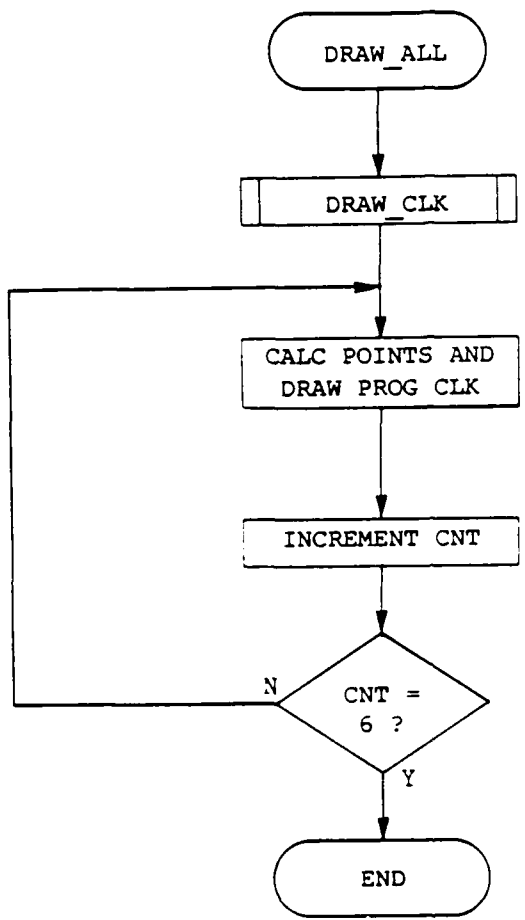 DRAW_ALL
DRAW_CLK
CALC POINTS AND
DRAW PROG CLK
INCREMENT CNT
CNT =
6 ?
N
Y
END